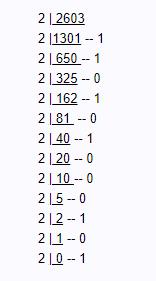 2 | 2603
2 |1301 -- 1
2 | 650 -- 1
2 | 325 -- 0
2 | 162 -- 1
2 | 81 -- 0
2 | 40 -- 1
2 | 20 -- 0
2 | 10 -- 0
2 | 5 -- 0
2 | 2 -- 1
2 | 1 -- 0
2 | 0 -- 1